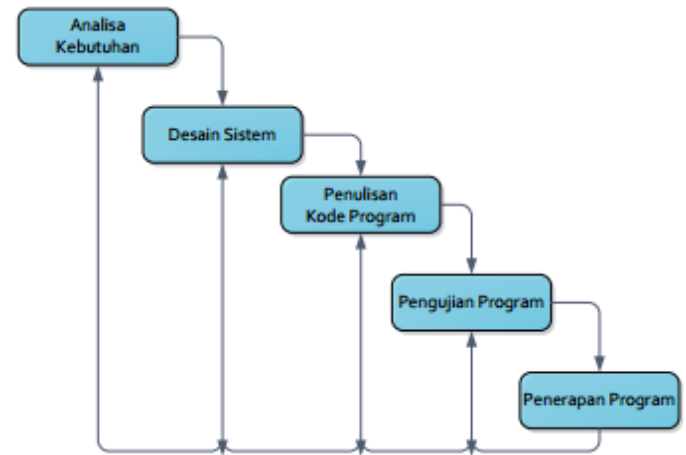 Analisa
Kebutuhan
Desain Sistem
Penulisan
Kode Program
Pengujian Program
Penerapan Program